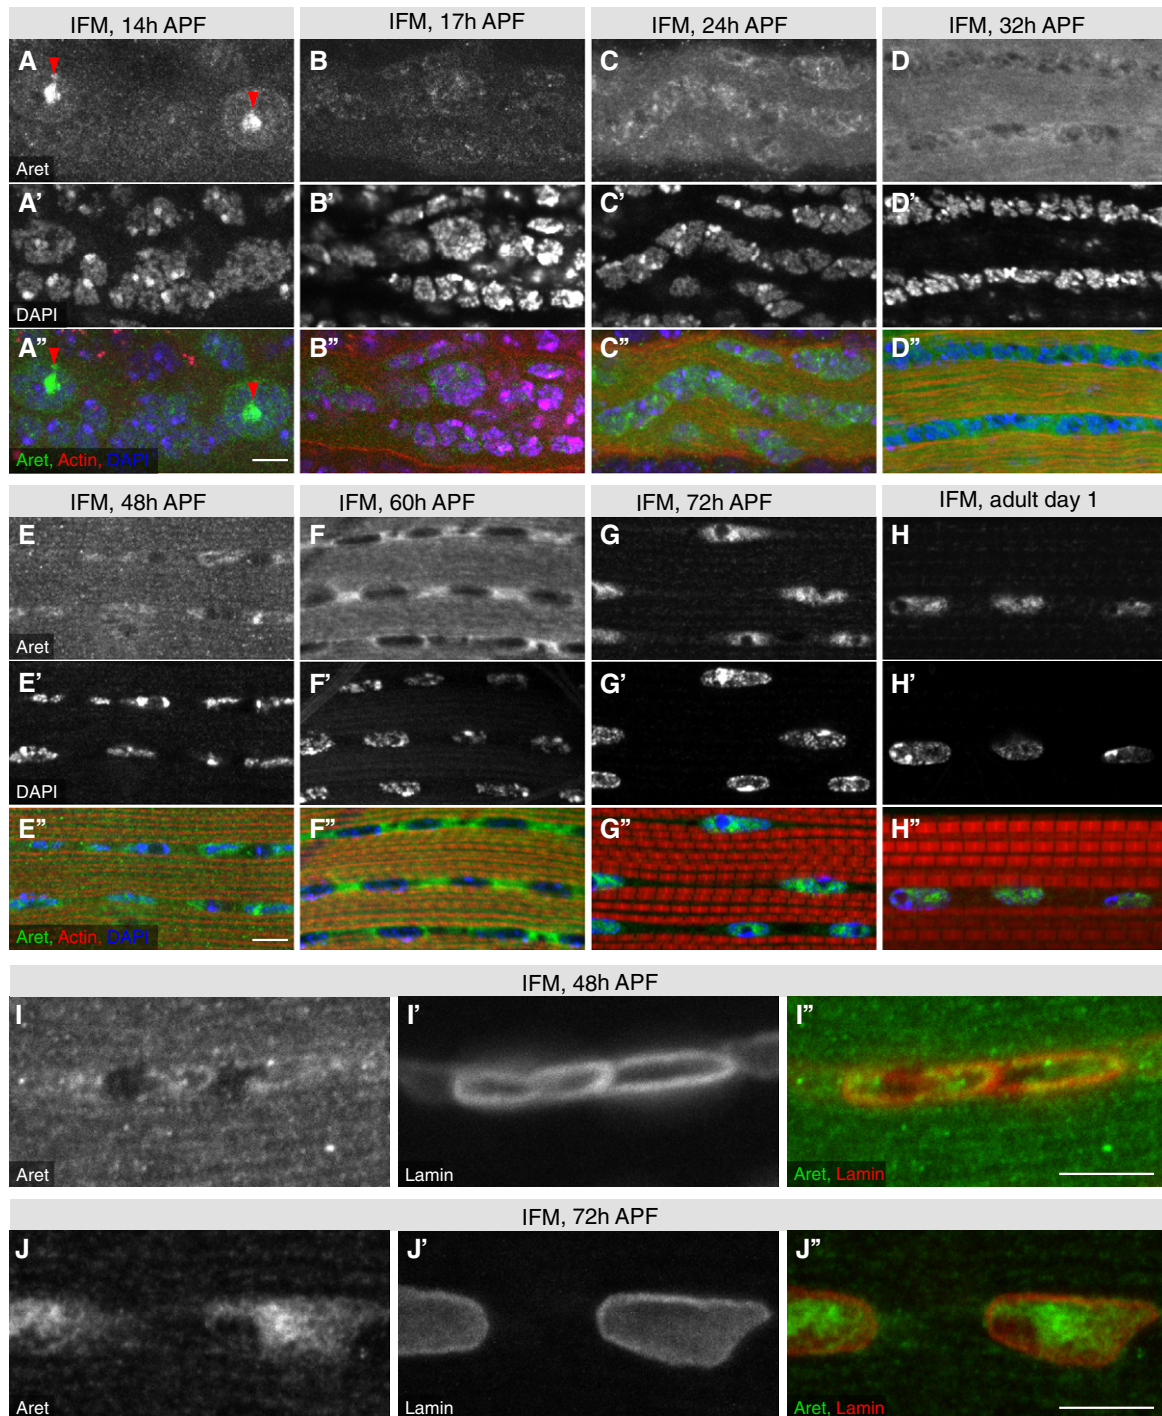 IFM, 14h APF
IFM, 17h APF
IFM, 24h APF
IFM, 32h APF
A
B
C
D
Aret
A'
B'
C'
D'
DAPI
A"
B"
C"
D"
Aret, Actin, DAPI
IFM, 48h APF
IFM, 60h APF
IFM, 72h APF
IFM, adult day 1
E
F
G
H
Aret
E'
F'
G'
H'
DAPI
E"
F"
G"
H"
Aret, Actin, DAPI
IFM, 48h APF
I
I'
I"
Aret
Lamin
Aret, Lamin
IFM, 72h APF
J
J'
J"
Aret
Lamin
Aret, Lamin